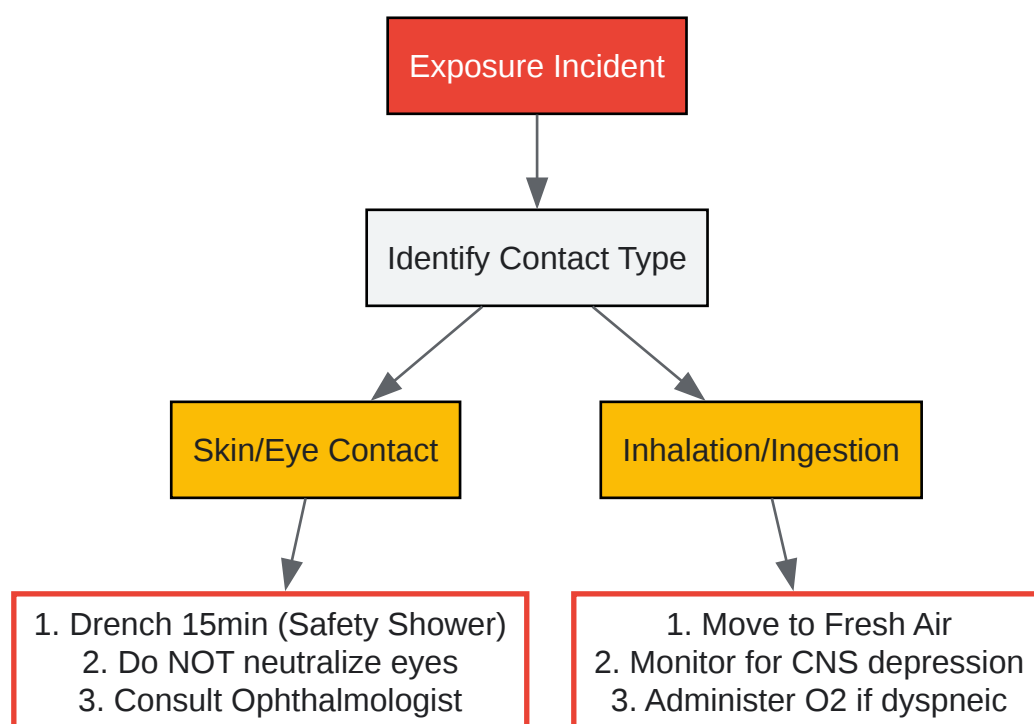 Exposure Incident
Identify Contact Type
Skin/Eye Contact
Inhalation/Ingestion
1. Drench 15min (Safety Shower)
2. Do NOT neutralize eyes
3. Consult Ophthalmologist
1. Move to Fresh Air
2. Monitor for CNS depression
3. Administer O2 if dyspneic